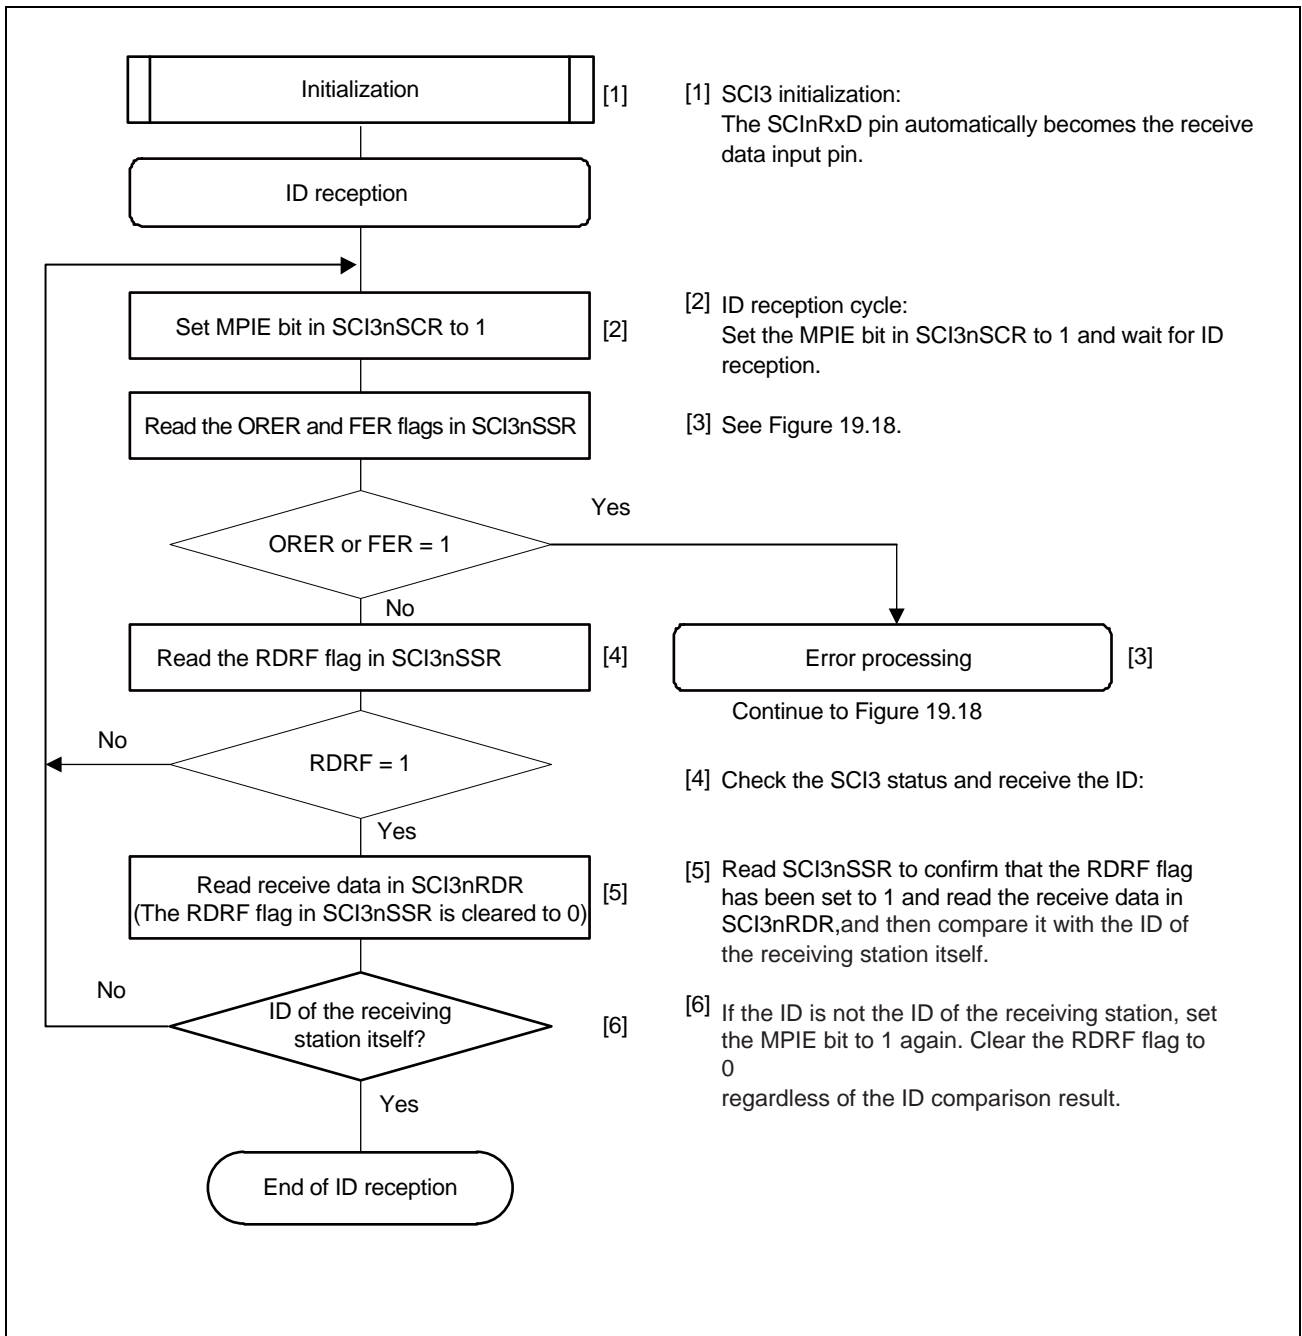 Initialization
[1]
[1] SCI3 initialization:
The SCInRxD pin automatically becomes the receive
data input pin.
ID reception
Set MPIE bit in SCI3nSCR to 1
[2]
[2] ID reception cycle:
Set the MPIE bit in SCI3nSCR to 1 and wait for ID
reception.
Read the ORER and FER flags in SCI3nSSR
[3] See Figure 19.18.
Yes
ORER or FER = 1
No
Read the RDRF flag in SCI3nSSR
[4]
Error processing
[3]
Continue to Figure 19.18
No
RDRF = 1
[4] Check the SCI3 status and receive the ID:
Yes
Read receive data in SCI3nRDR
(The RDRF flag in SCI3nSSR is cleared to 0)
[5]
[5] Read SCI3nSSR to confirm that the RDRF flag
has been set to 1 and read the receive data in
SCI3nRDR,and then compare it with the ID of
the receiving station itself.
No
ID of the receiving
station itself?
[6]
[6] If the ID is not the ID of the receiving station, set
the MPIE bit to 1 again. Clear the RDRF flag to
0
regardless of the ID comparison result.
Yes
End of ID reception